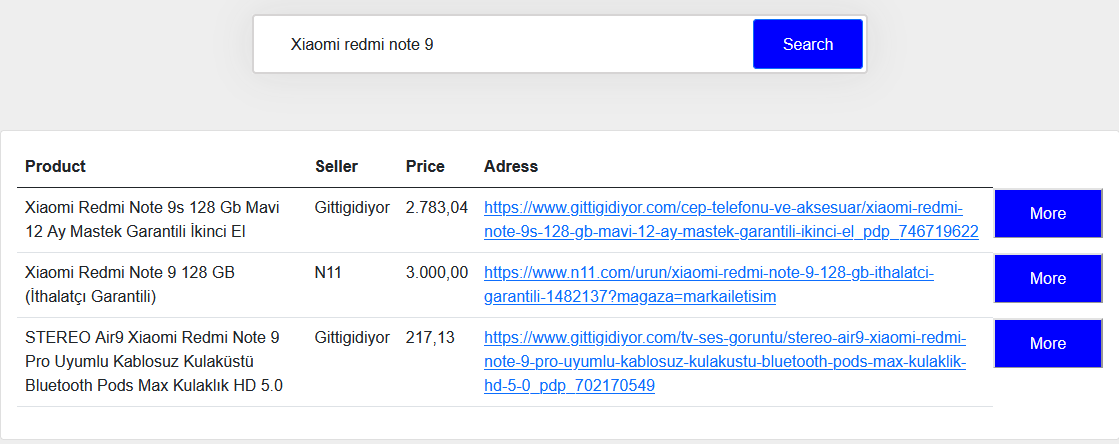 Xiaomi redmi note 9
Search
Product Seller Price Adress
Xiaomi Redmi Note 9s 128 Gb Mavi Gittigidiyor 2.783,04 https://www.gittigidiyor.com/cep-telefonu-ve-aksesuar/xiaomi-redmi- More
12 Ay Mastek Garantili İkinci El note-9s-128-gb-mavi-12-ay-mastek-garantili-ikinci-el_pdp_746719622
Xiaomi Redmi Note 9 128 GB N11 3.000,00 https://www.n11.com/urun/xiaomi-redmi-note-9-128-gb-ithalatci- More
(İthalatçı Garantili) garantili-1482137?magaza=markailetisim
STEREO Air9 Xiaomi Redmi Note 9 Gittigidiyor 217,13 https://www.gittigidiyor.com/tv-ses-goruntu/stereo-air9-xiaomi-redmi- More
Pro Uyumlu Kablosuz Kulaküstü note-9-pro-uyumlu-kablosuz-kulakustu-bluetooth-pods-max-kulaklik-
Bluetooth Pods Max Kulaklık HD 5.0 hd-5-0_pdp_702170549